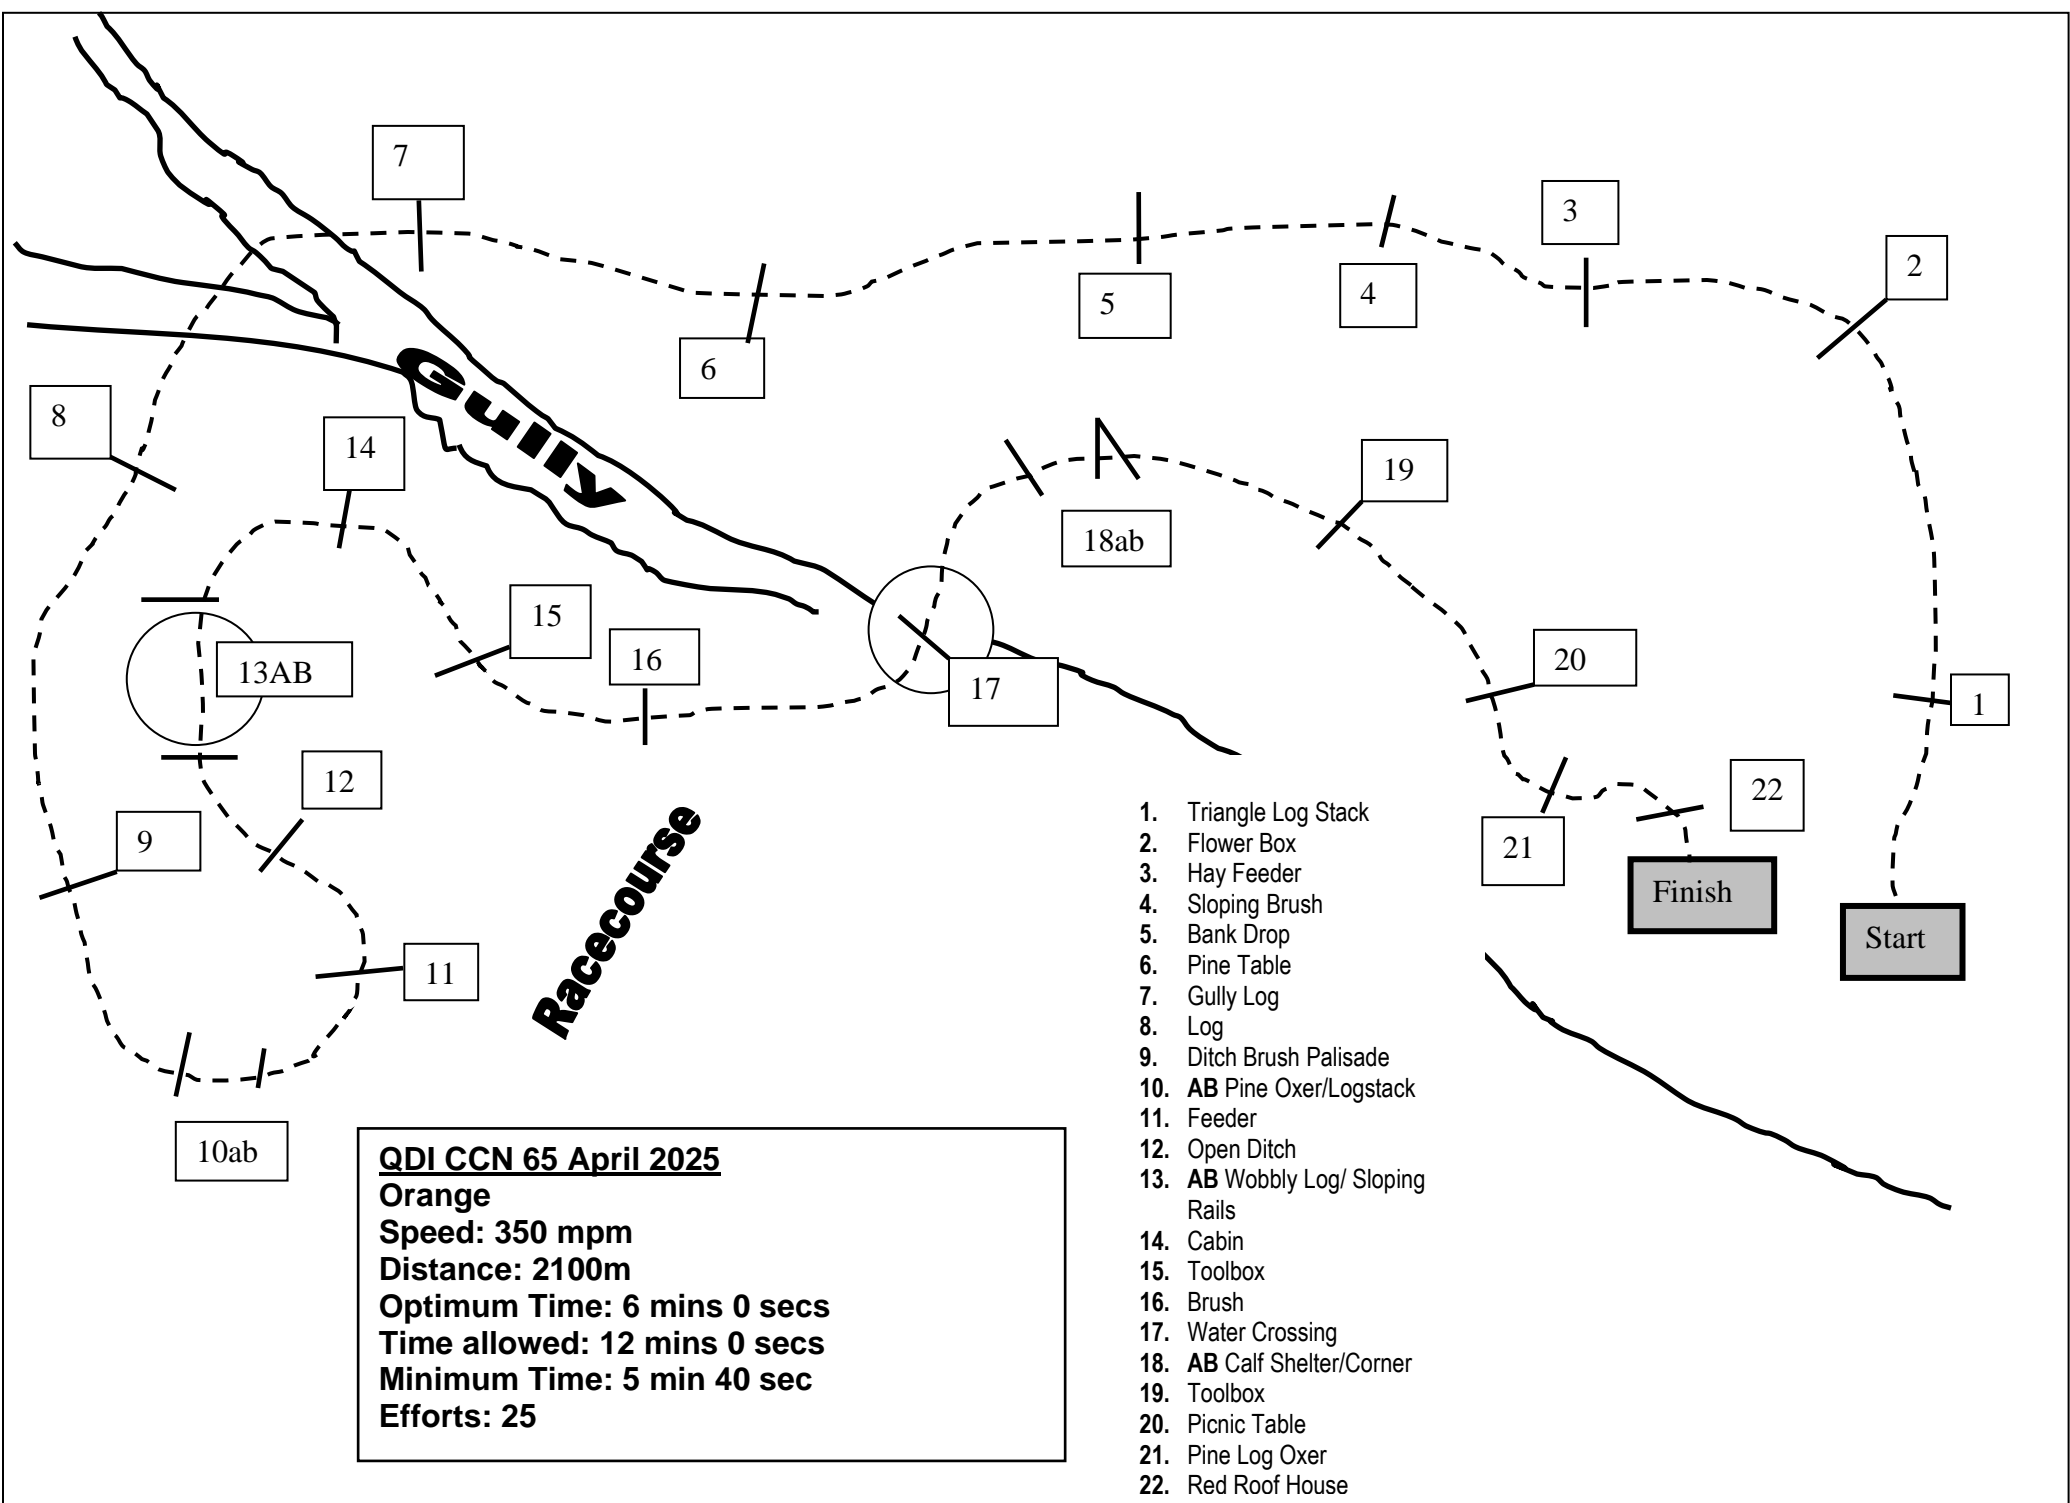 7
3
2
5
4
6
Gully
8
14
19
18ab
15
16
20
13AB
17
1
12
22
9
21
Finish
Start
11
Racecourse
10ab
QDI CCN 65 April 2025
Orange
Speed: 350 mpm
Distance: 2100m
Optimum Time: 6 mins 0 secs
Time allowed: 12 mins 0 secs
Minimum Time: 5 min 40 sec
Efforts: 25
1. Triangle Log Stack
2. Flower Box
3. Hay Feeder
4. Sloping Brush
5. Bank Drop
6. Pine Table
7. Gully Log
8. Log
9. Ditch Brush Palisade
10. AB Pine Oxer/Logstack
11. Feeder
12. Open Ditch
13. AB Wobbly Log/ Sloping
Rails
14. Cabin
15. Toolbox
16. Brush
17. Water Crossing
18. AB Calf Shelter/Corner
19. Toolbox
20. Picnic Table
21. Pine Log Oxer
22. Red Roof House